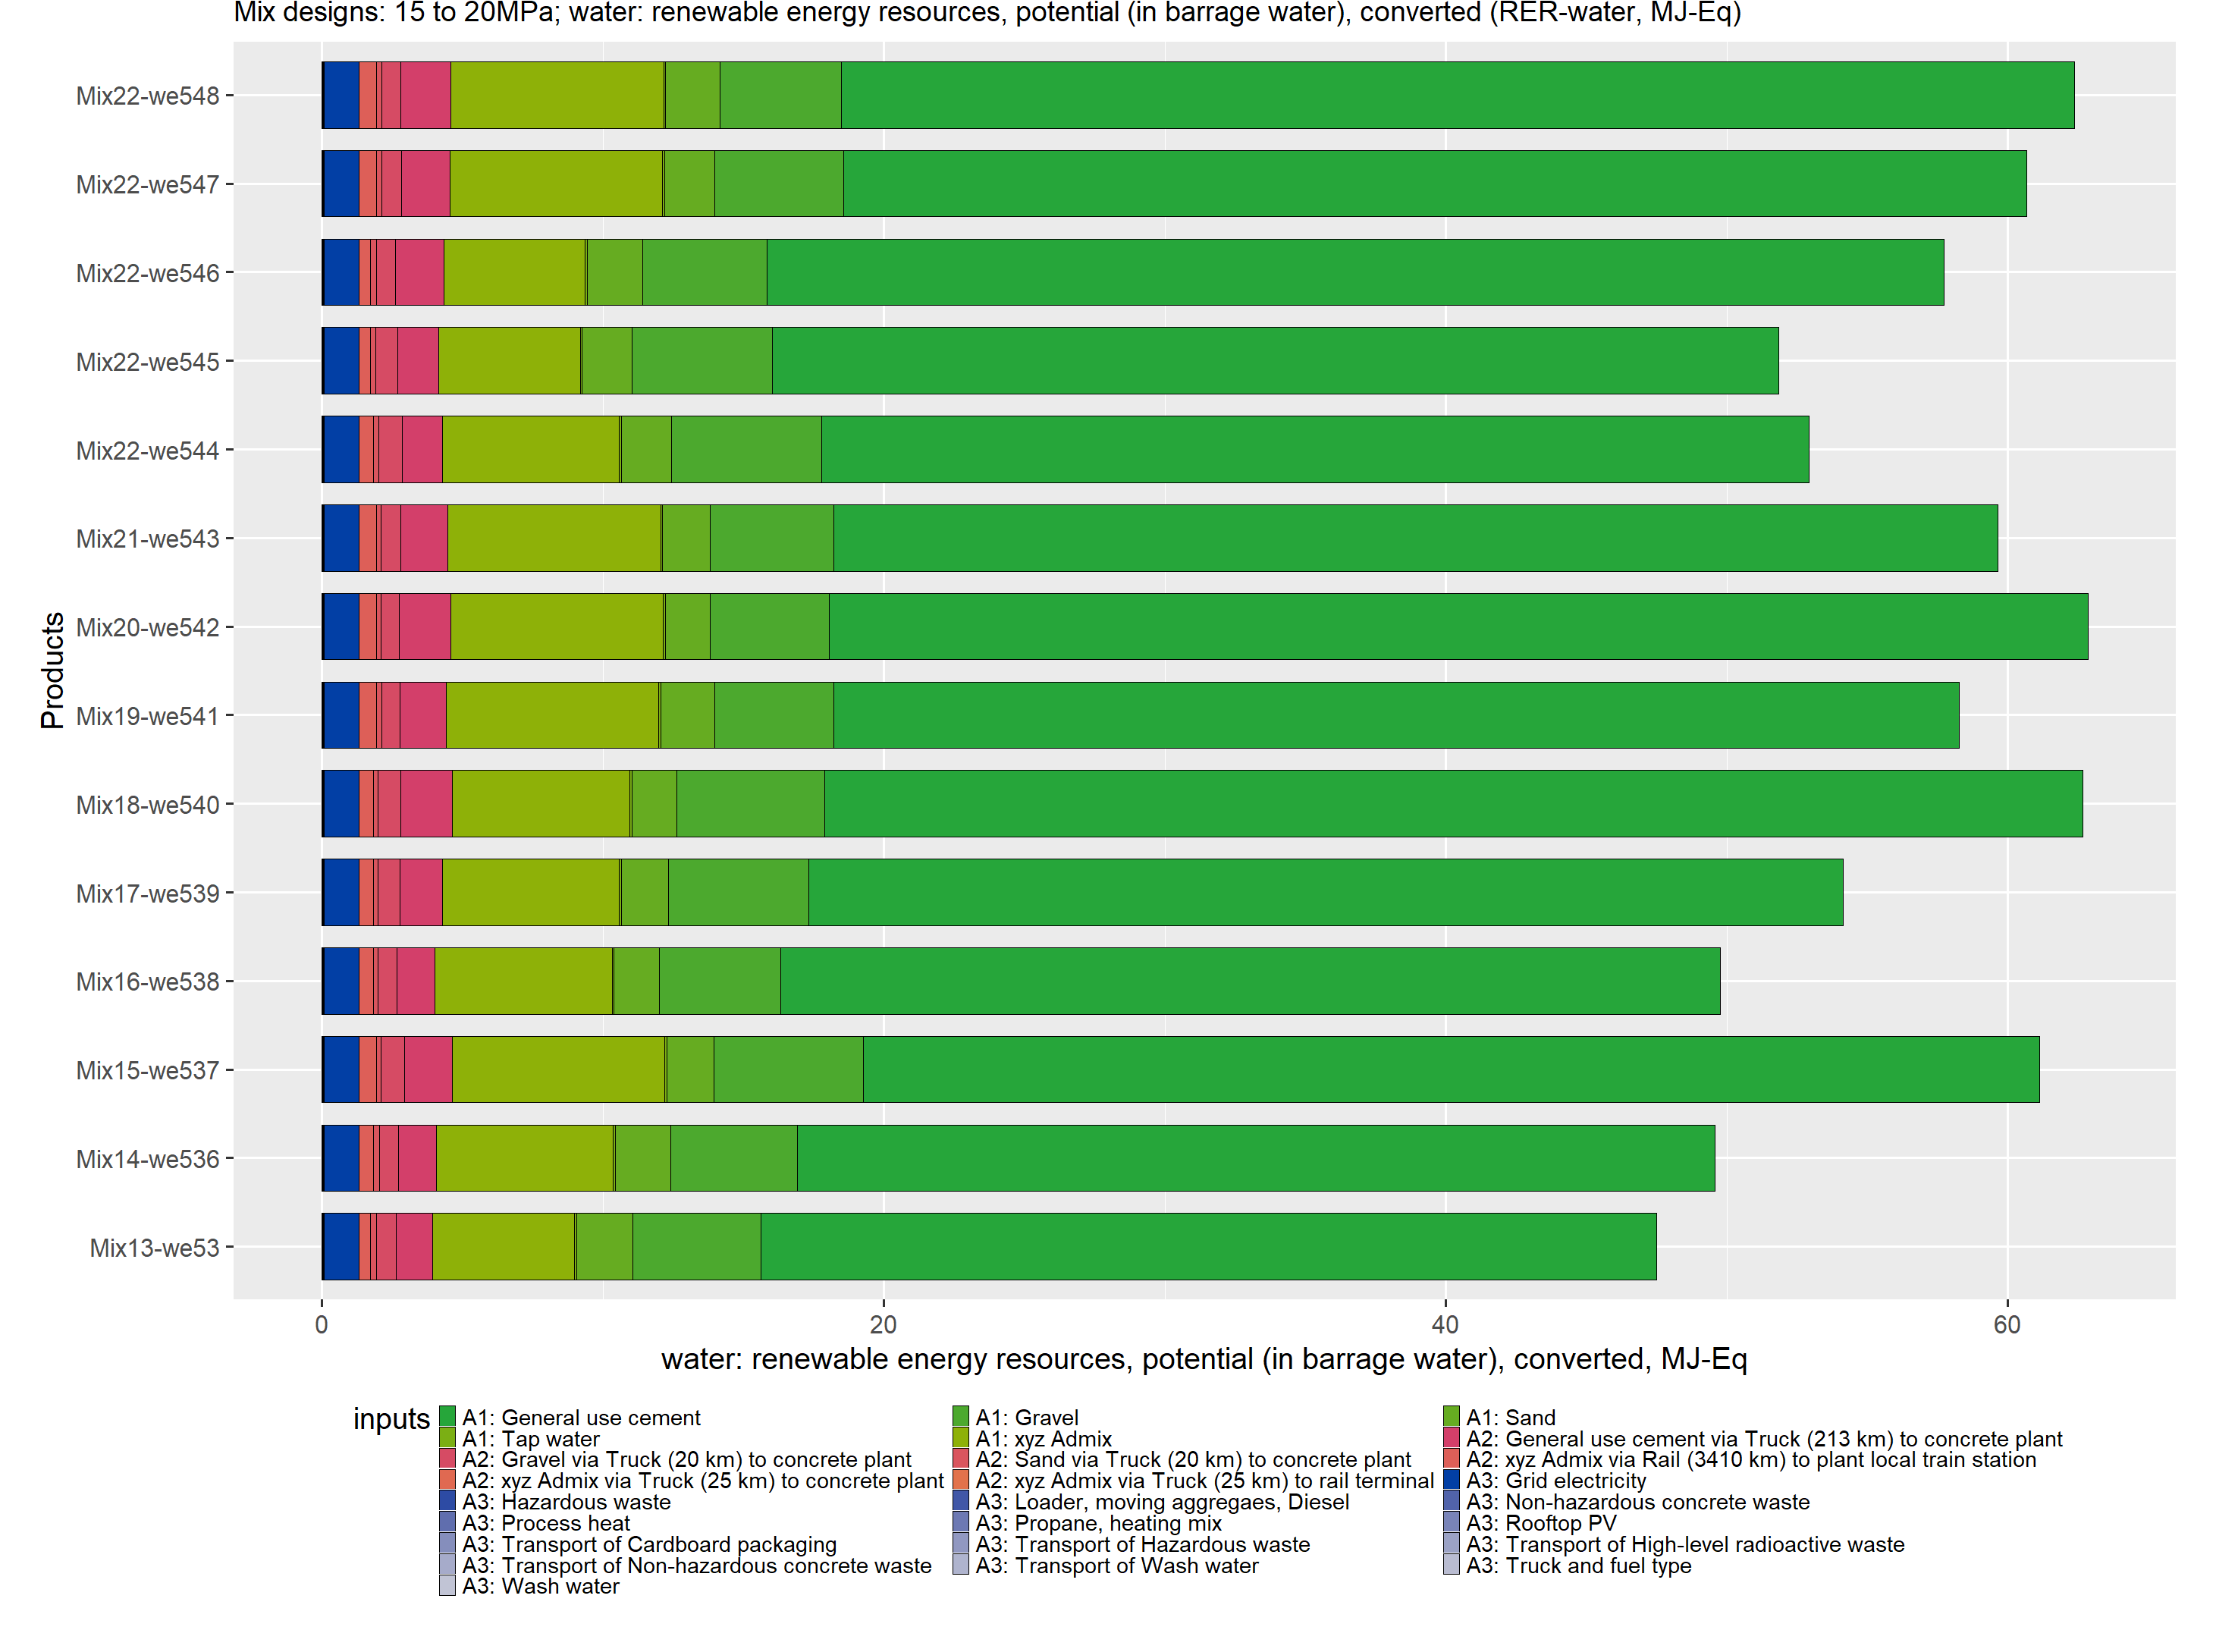 Mix designs: 15 to 20MPa; water: renewable energy resources, potential (in barrage water), converted (RER-water, MJ-Eq)
Products
Mix22-we548
Mix22-we547
Mix22-we546
Mix22-we545
Mix22-we544
Mix21-we543
Mix20-we542
Mix19-we541
Mix18-we540
Mix17-we539
Mix16-we538
Mix15-we537
Mix14-we536
Mix13-we53
0 20 40 60
water: renewable energy resources, potential (in barrage water), converted, MJ-Eq
inputs
A1: General use cement A1: Gravel A1: Sand
A1: Tap water A1: xyz Admix A2: General use cement via Truck (213 km) to concrete plant
A2: Gravel via Truck (20 km) to concrete plant A2: Sand via Truck (20 km) to concrete plant A2: xyz Admix via Rail (3410 km) to plant local train station
A2: xyz Admix via Truck (25 km) to concrete plant A2: xyz Admix via Truck (25 km) to rail terminal A3: Grid electricity
A3: Hazardous waste A3: Loader, moving aggregaes, Diesel A3: Non-hazardous concrete waste
A3: Process heat A3: Propane, heating mix A3: Rooftop PV
A3: Transport of Cardboard packaging A3: Transport of Hazardous waste A3: Transport of High-level radioactive waste
A3: Transport of Non-hazardous concrete waste A3: Transport of Wash water A3: Truck and fuel type
A3: Wash water